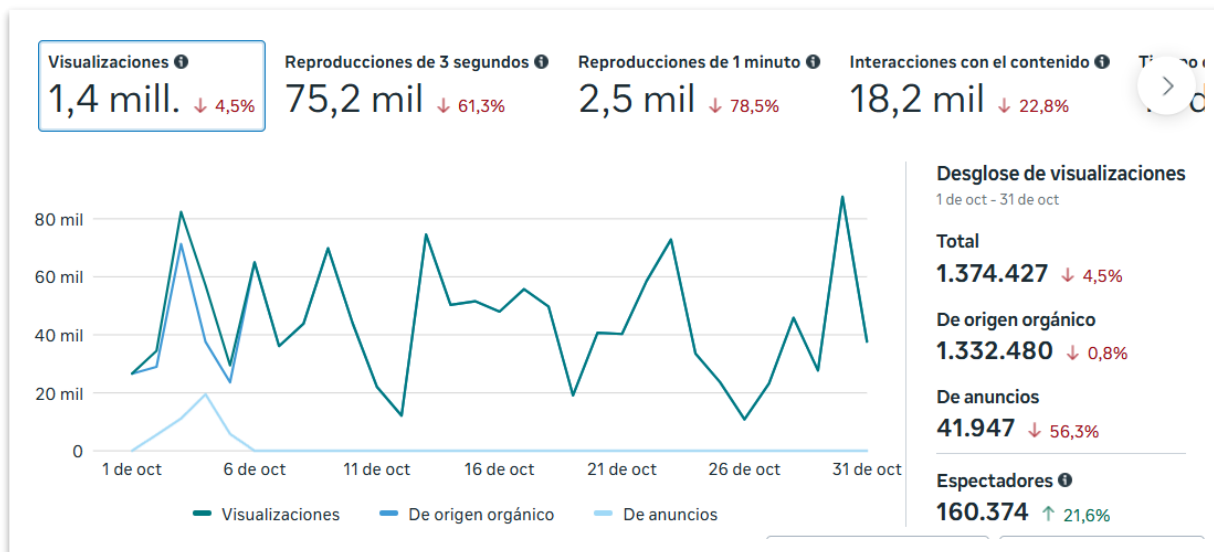 Visualizaciones
1,4 mill. ↓ 4,5%
Reproducciones de 3 segundos
75,2 mil ↓ 61,3%
Reproducciones de 1 minuto
2,5 mil ↓ 78,5%
Interacciones con el contenido
18,2 mil ↓ 22,8%
80 mil
60 mil
40 mil
20 mil
0
1 de oct
6 de oct
11 de oct
16 de oct
21 de oct
26 de oct
31 de oct
Visualizaciones
De origen orgánico
De anuncios
Desglose de visualizaciones
1 de oct - 31 de oct
Total
1.374.427 ↓ 4,5%
De origen orgánico
1.332.480 ↓ 0,8%
De anuncios
41.947 ↓ 56,3%
Espectadores
160.374 ↑ 21,6%